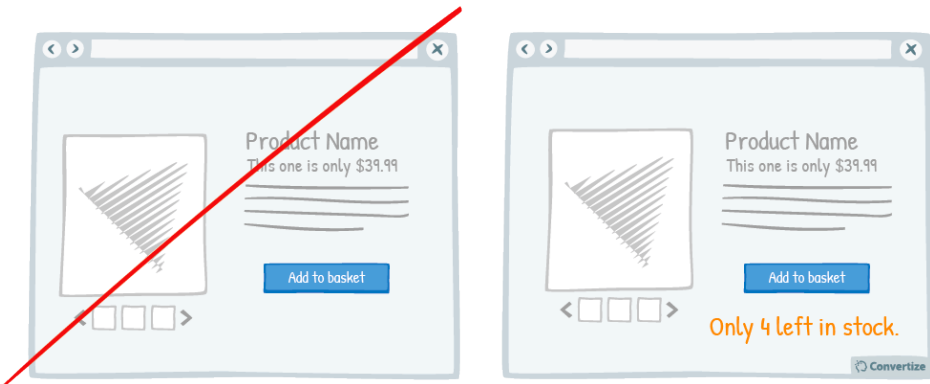 Product Name
This one is only $39.99
Add to basket
Product Name
This one is only $39.99
Add to basket
Only 4 left in stock.
Convertize